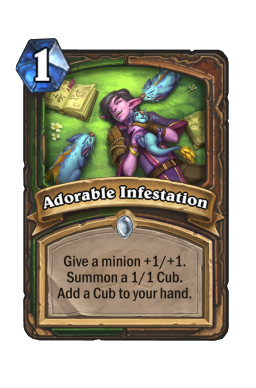 1
Adorable Infestation
Give a minion +1/+1.
Summon a 1/1 Cub.
Add a Cub to your hand.